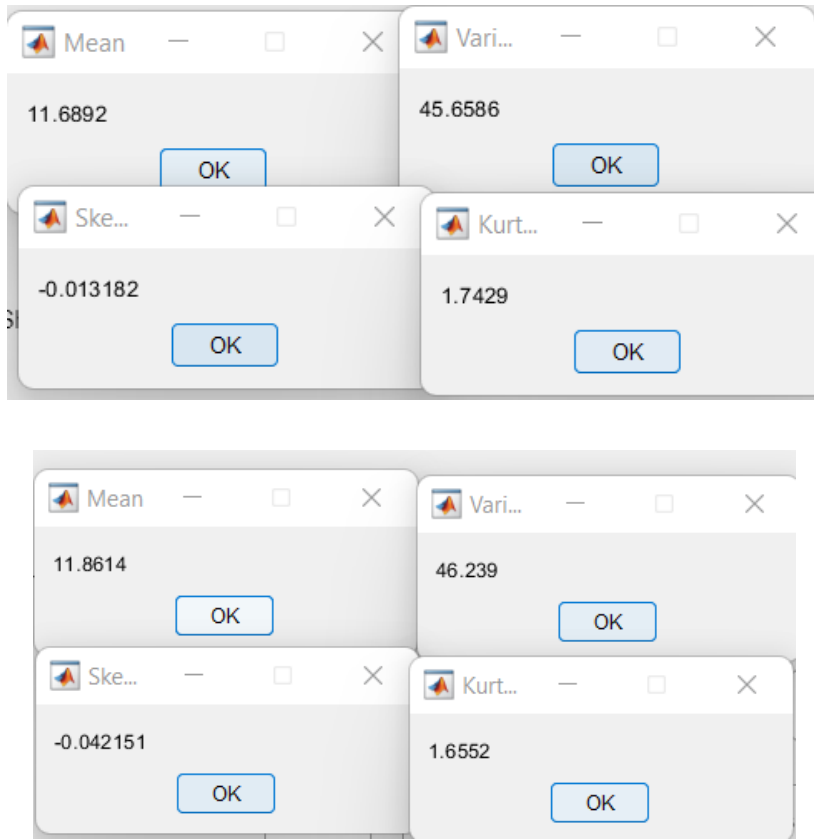 Mean
Vari...
11.6892
45.6586
OK
OK
Ske...
Kurt...
-0.013182
1.7429
OK
OK
Mean
Vari...
11.8614
46.239
OK
OK
Ske...
Kurt...
-0.042151
1.6552
OK
OK